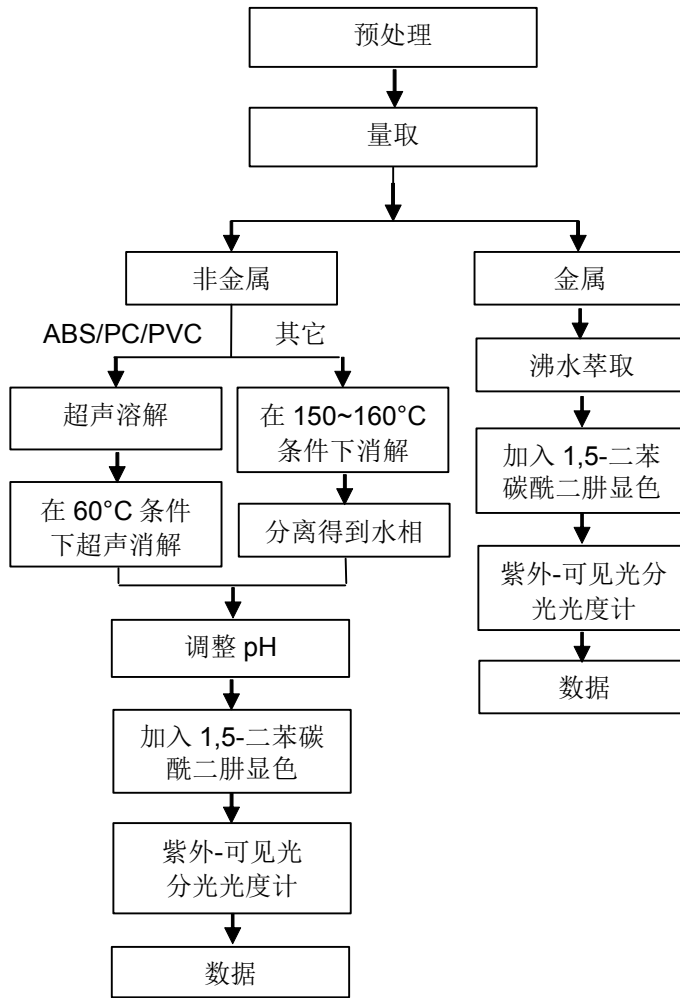 预处理
量取
非金属
金属
ABS/PC/PVC
其它
超声溶解
在 60°C 条件
下超声消解
在 150~160°C
条件下消解
分离得到水相
调整 pH
加入 1,5-二苯碳
酰二肼显色
紫外-可见光
分光光度计
数据
沸水萃取
加入 1,5-二苯
碳酰二肼显色
紫外-可见光分
光光度计
数据